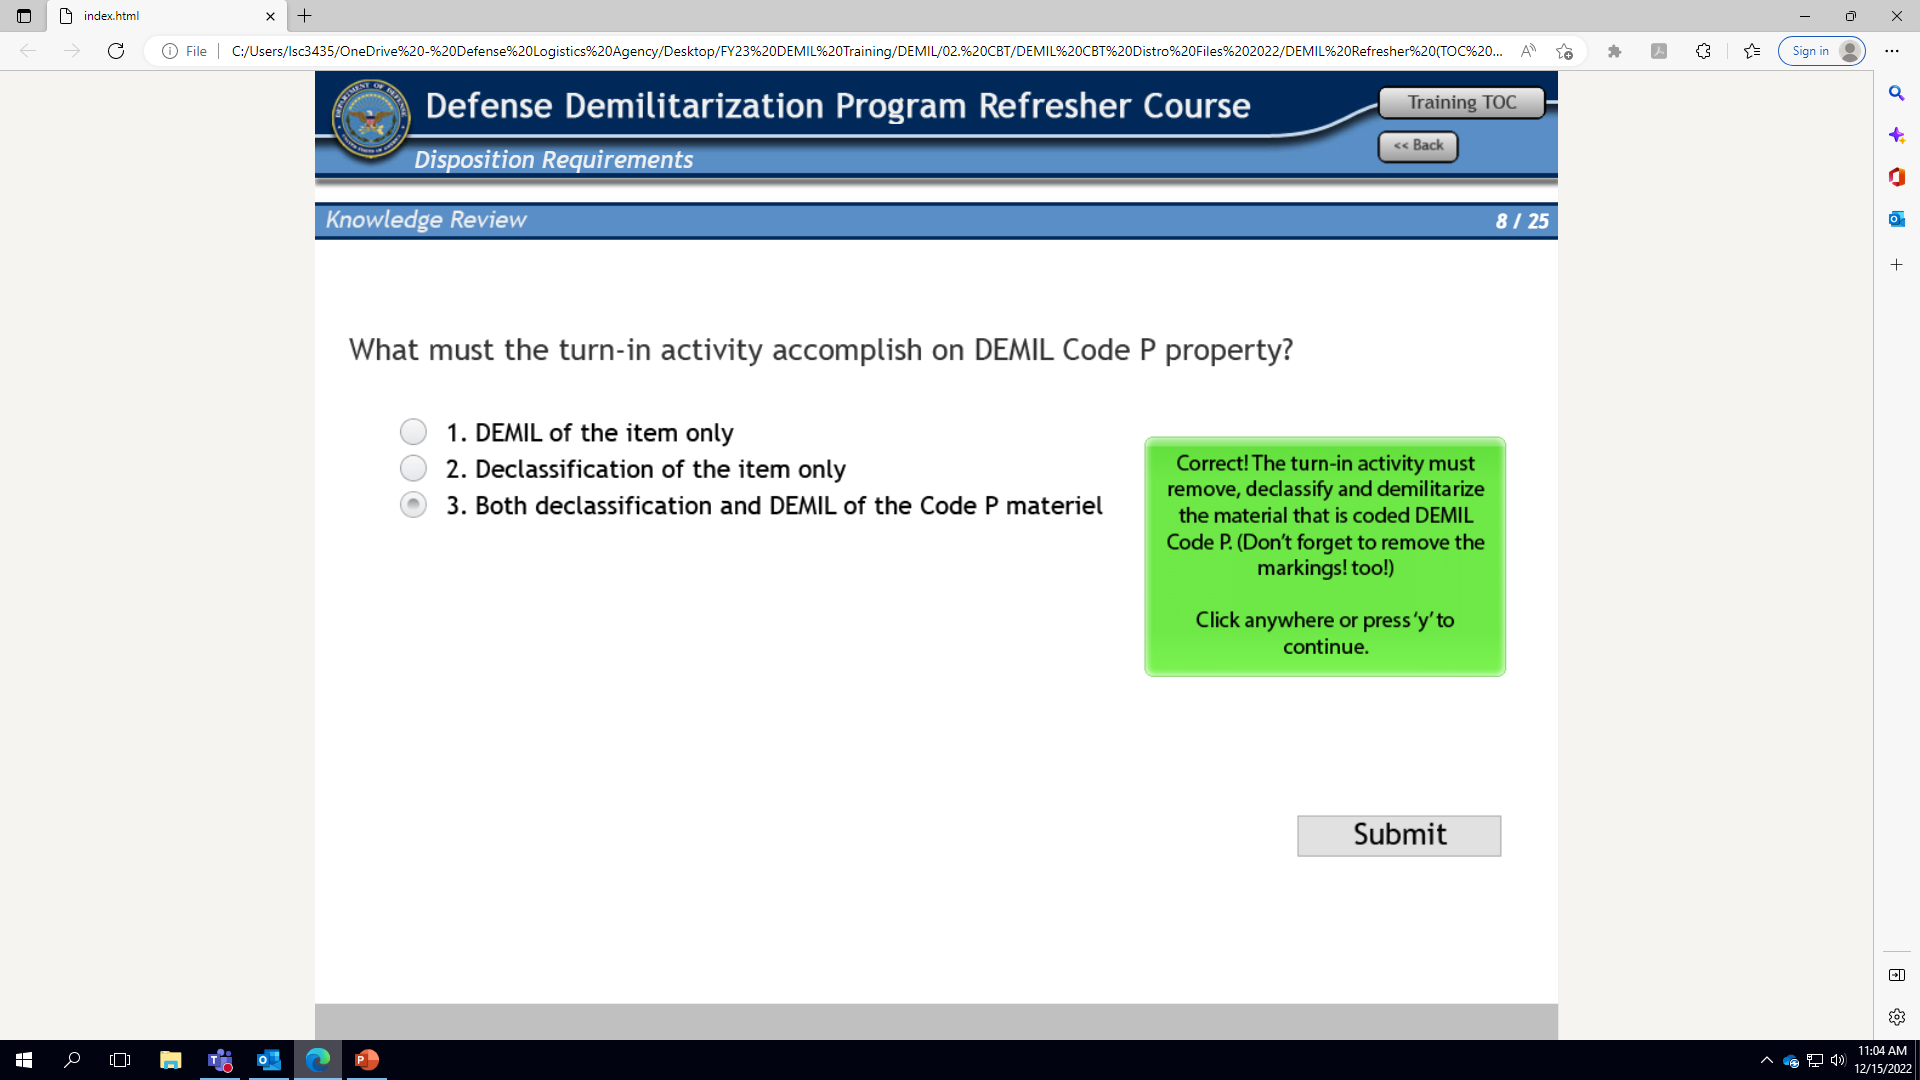 index.html
File
C:/Users/lsc3435/OneDrive%20-%20Defense%20Logistics%20Agency/Desktop/FY23%20DEMIL%20Training/DEMIL/02.%20CBT/DEMIL%20CBT%20Distro%20Files%202022/DEMIL%20Refresher%20(TOC%20...
Sign in
Defense Demilitarization Program Refresher Course
Training TOC
<< Back
Disposition Requirements
Knowledge Review
8 / 25
What must the turn-in activity accomplish on DEMIL Code P property?
1. DEMIL of the item only
2. Declassification of the item only
3. Both declassification and DEMIL of the Code P materiel
Correct! The turn-in activity must
remove, declassify and demilitarize
the material that is coded DEMIL
Code P. (Don't forget to remove the
markings! too!)
Click anywhere or press 'y' to
continue.
Submit
11:04 AM
12/15/2022